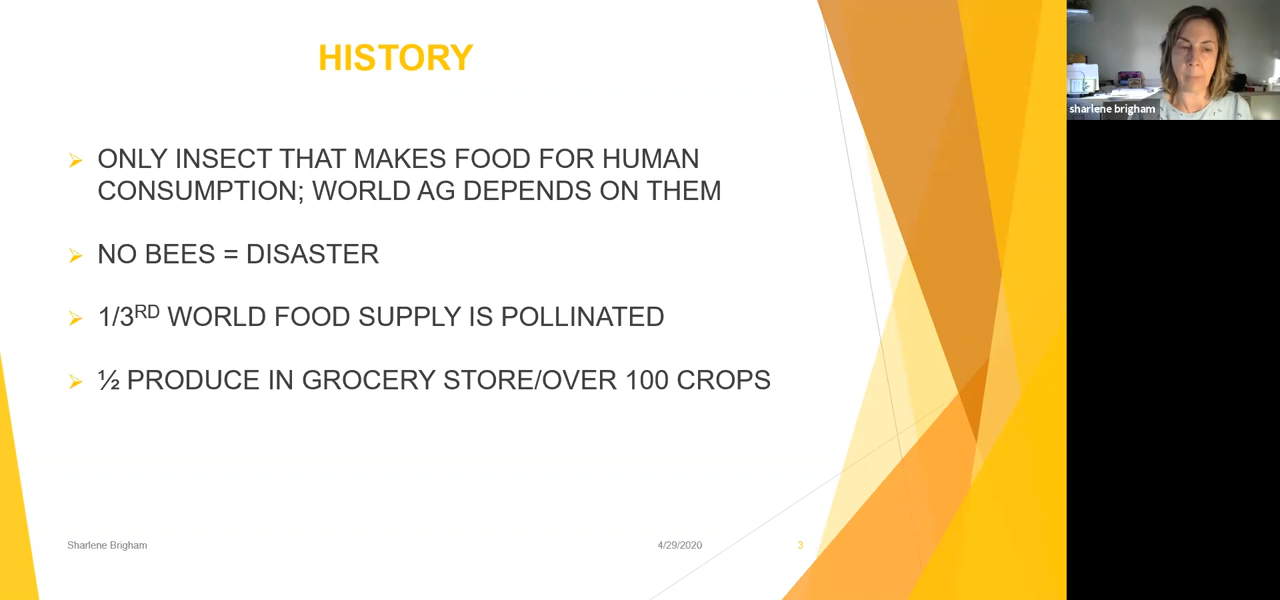 HISTORY
ONLY INSECT THAT MAKES FOOD FOR HUMAN
CONSUMPTION; WORLD AG DEPENDS ON THEM
NO BEES = DISASTER
1/3RD WORLD FOOD SUPPLY IS POLLINATED
½ PRODUCE IN GROCERY STORE/OVER 100 CROPS
Sharlene Brigham
4/29/2020
3
sharlene brigham